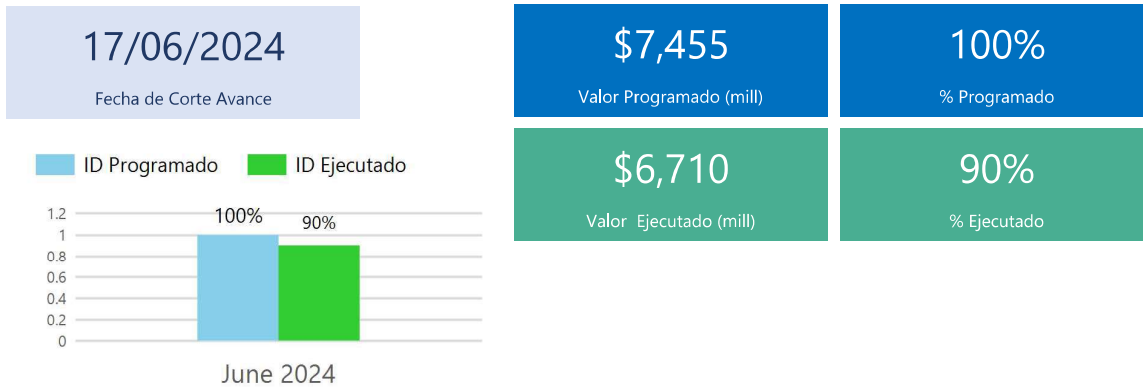 17/06/2024
Fecha de Corte Avance
$7,455
Valor Programado (mill)
100%
% Programado
$6,710
Valor Ejecutado (mill)
90%
% Ejecutado
ID Programado
ID Ejecutado
1.2
1
0.8
0.6
0.4
0.2
0
100%
90%
June 2024